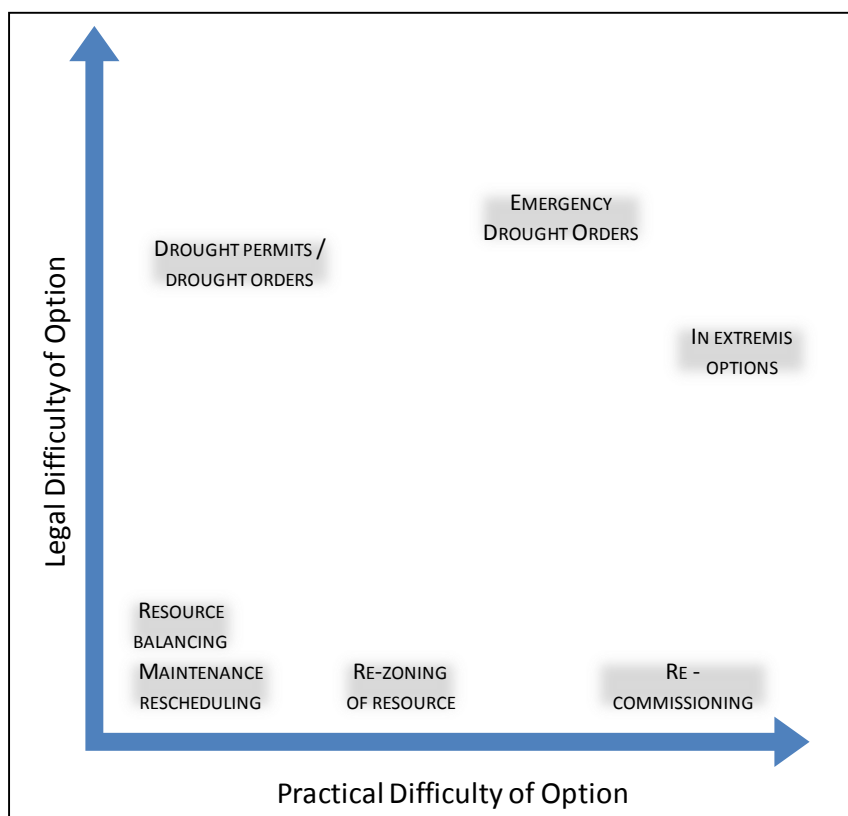 Legal Difficulty of Option
EMERGENCY
DROUGHT ORDERS
DROUGHT PERMITS /
DROUGHT ORDERS
IN EXTREMIS
OPTIONS
RESOURCE
BALANCING
MAINTENANCE
RESCHEDULING
RE-ZONING
OF RESOURCE
RE -
COMMISSIONING
Practical Difficulty of Option